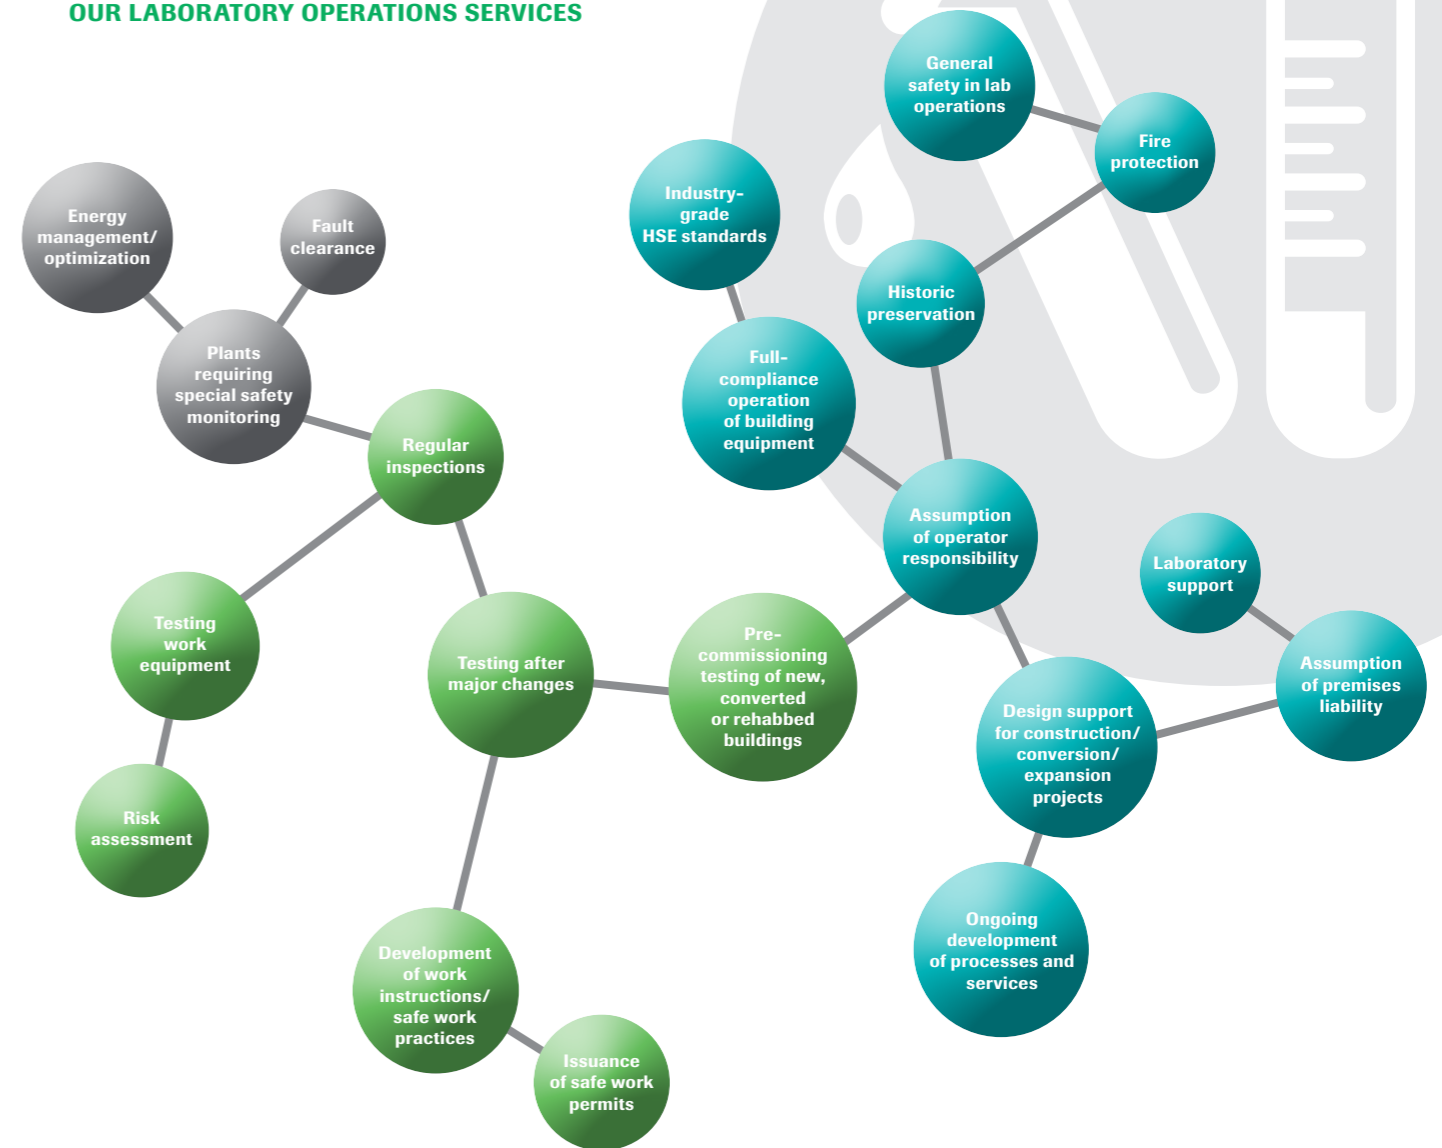 OUR LABORATORY OPERATIONS SERVICES
General
safety in lab
operations
Fire
protection
Industry-
grade
HSE standards
Energy
management/
optimization
Fault
clearance
Historic
preservation
Plants
requiring
special safety
monitoring
Full-
compliance
operation
of building
equipment
Regular
inspections
Assumption
of operator
responsibility
Laboratory
support
Testing
work
equipment
Testing after
major changes
Pre-
commissioning
testing of new,
converted
or rehabbed
buildings
Assumption
of premises
liability
Design support
for construction/
conversion/
expansion
projects
Risk
assessment
Ongoing
development
of processes and
services
Development
of work
instructions/
safe work
practices
Issuance
of safe work
permits